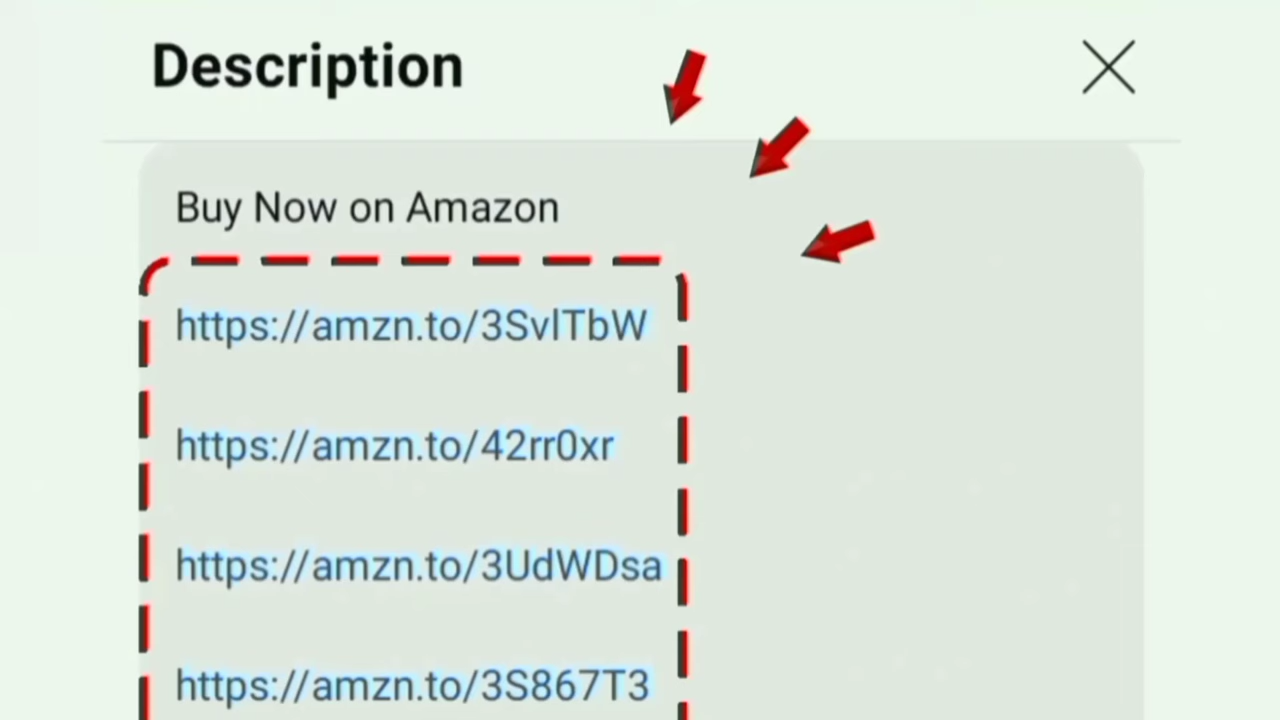 Description
Buy Now on Amazon
https://amzn.to/3SvlTbW
https://amzn.to/42rr0xr
https://amzn.to/3UdWDsa
https://amzn.to/3S867T3